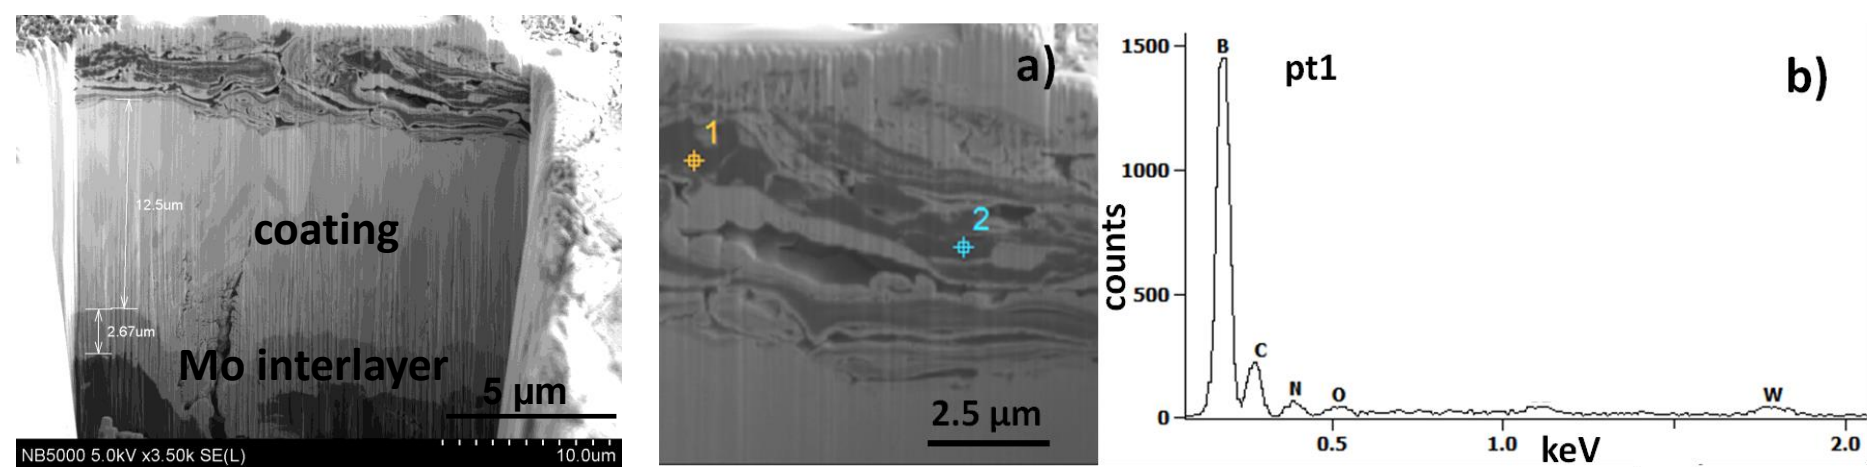 12.5um
coating
2.67um
Mo interlayer
5 µm
NB5000 5.0kV x3.50k SE(L)
10.0um
a)
1
2
2.5 µm
1500
B
pt1
b)
1000
counts
500
C
N
O
W
0
0.5
1.0
keV
2.0